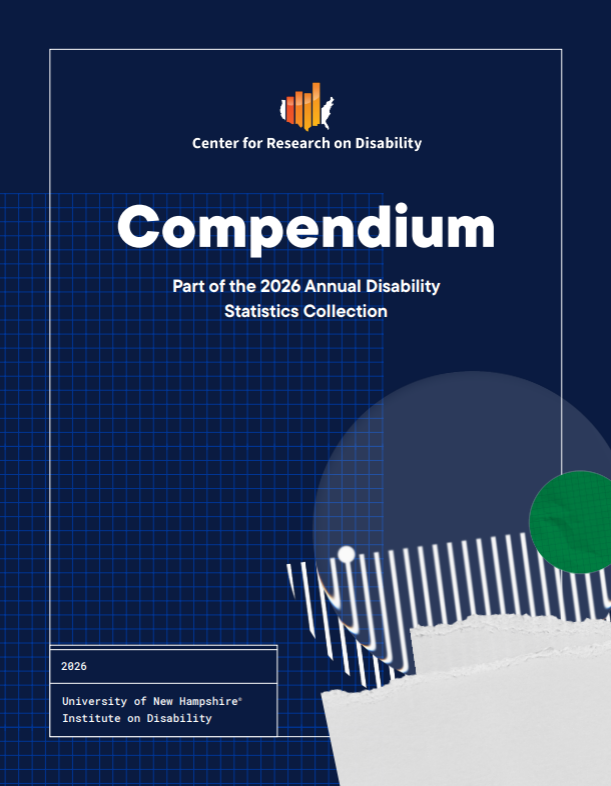 Center for Research on Disability
Compendium
Part of the 2026 Annual Disability
Statistics Collection
2026
University of New Hampshire®
Institute on Disability